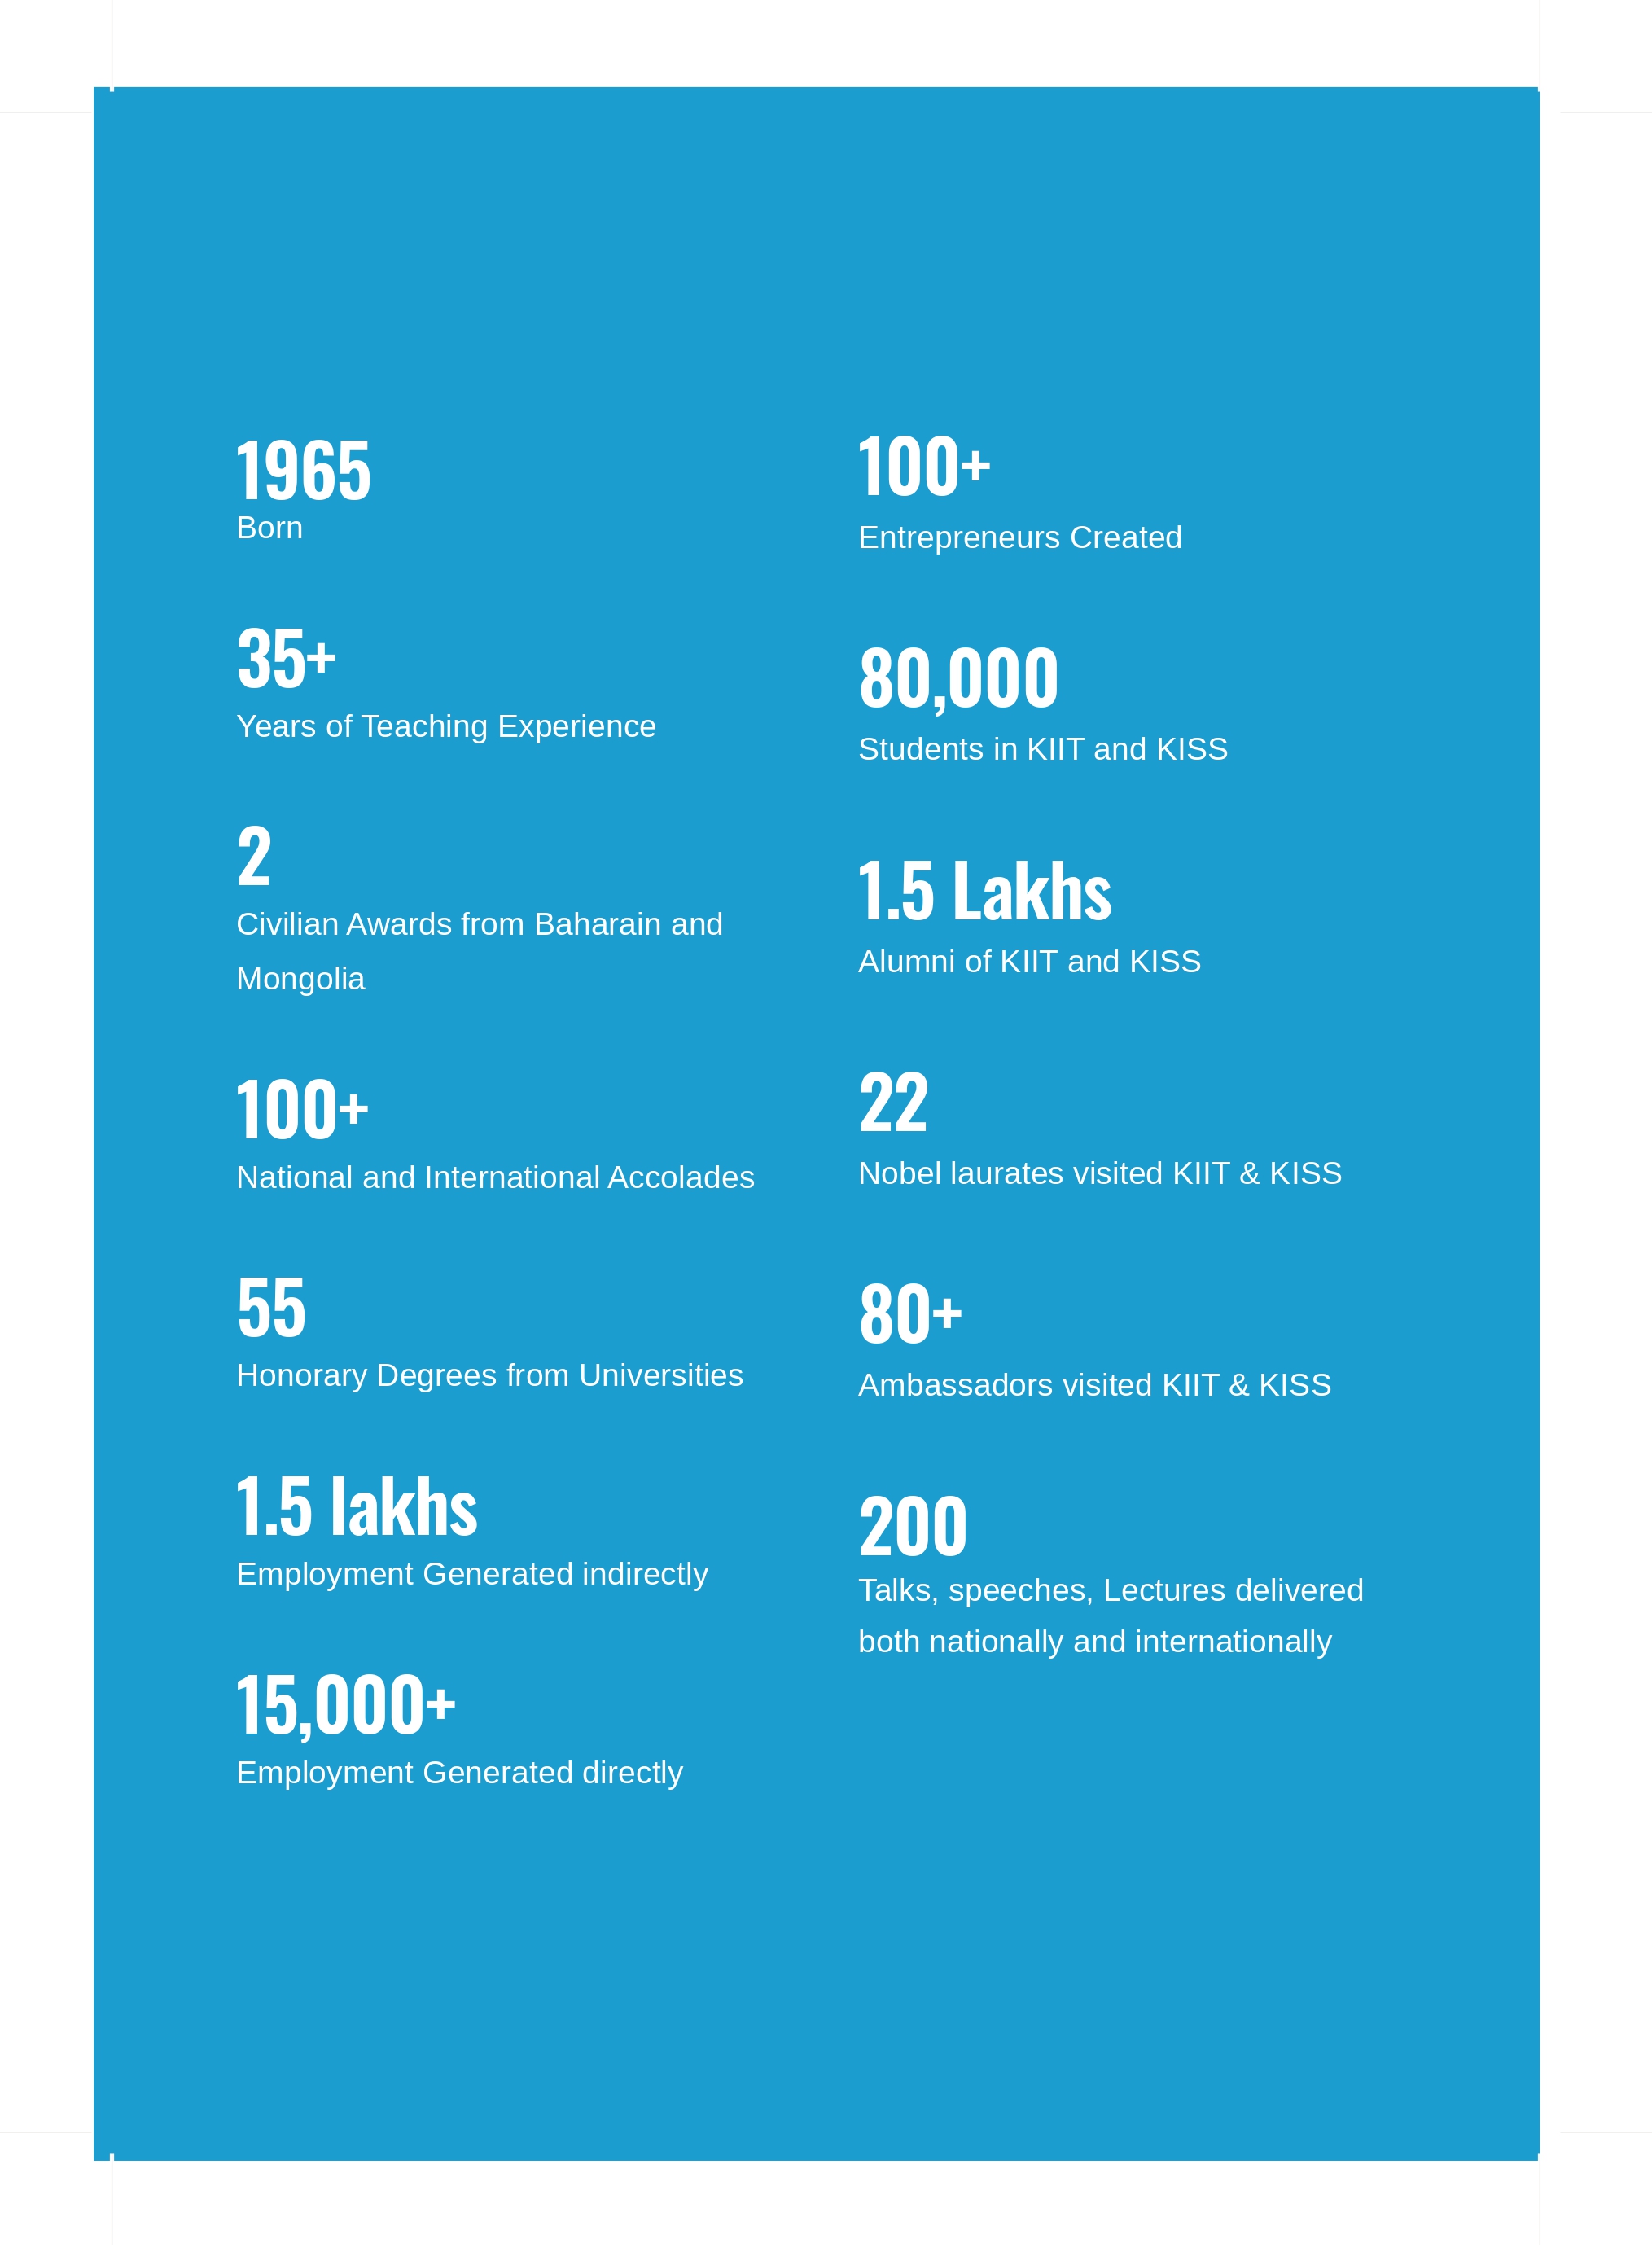 1965
Born
35+
Years of Teaching Experience
2
Civilian Awards from Baharain and
Mongolia
100+
National and International Accolades
55
Honorary Degrees from Universities
1.5 lakhs
Employment Generated indirectly
15,000+
Employment Generated directly
100+
Entrepreneurs Created
80,000
Students in KIIT and KISS
1.5 Lakhs
Alumni of KIIT and KISS
22
Nobel laurates visited KIIT & KISS
80+
Ambassadors visited KIIT & KISS
200
Talks, speeches, Lectures delivered
both nationally and internationally